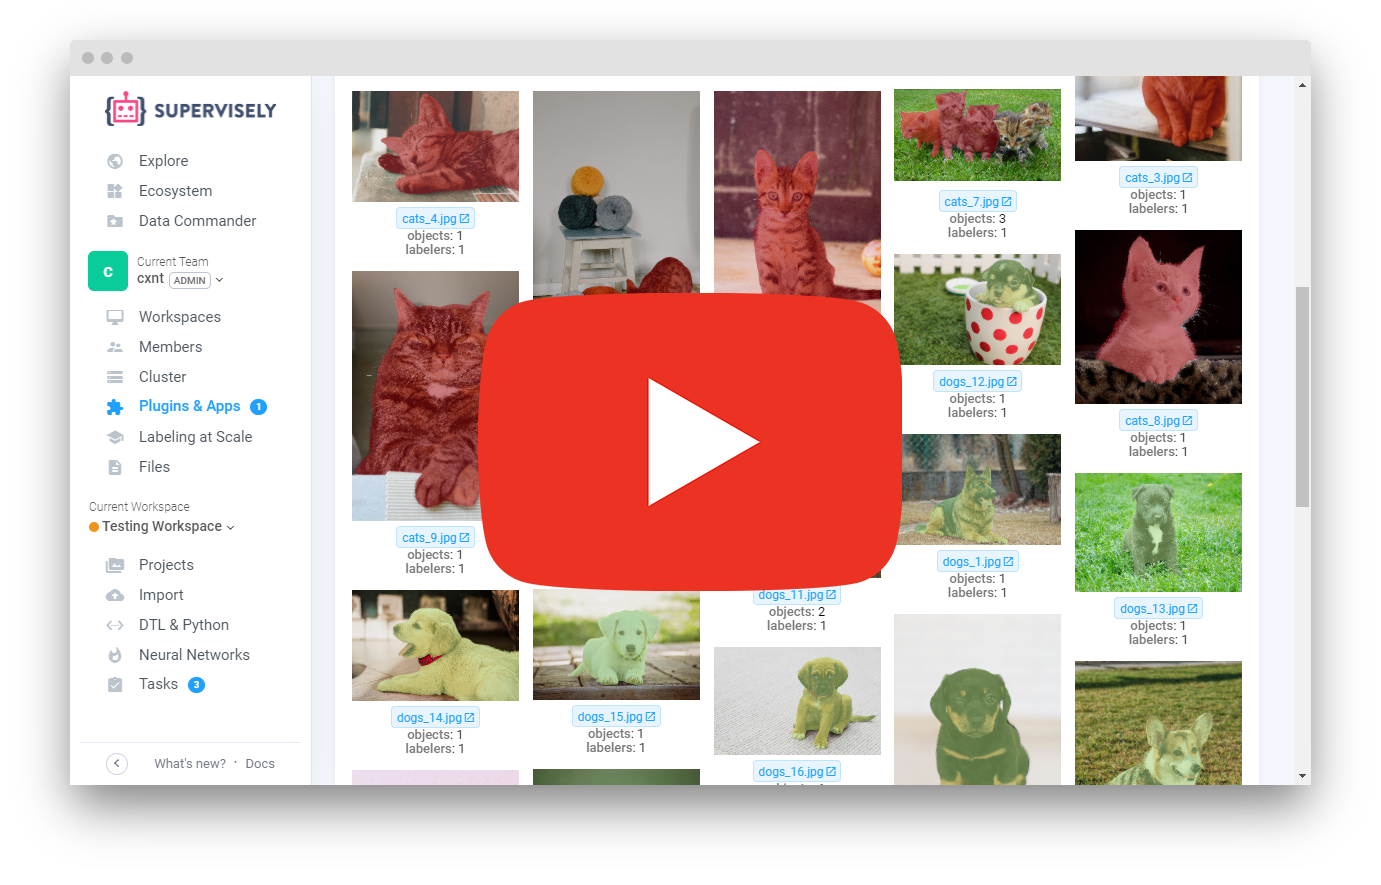 SUPERVISELY
Explore
Ecosystem
Data Commander
c
Current Team
cxnt ADMIN
Workspaces
Members
Cluster
Plugins & Apps 1
Labeling at Scale
Files
Current Workspace
Testing Workspace
Projects
Import
DTL & Python
Neural Networks
Tasks 3
What's new? · Docs
cats_4.jpg
objects: 1
labelers: 1
cats_9.jpg
objects: 1
labelers: 1
dogs_14.jpg
objects: 1
labelers: 1
dogs_15.jpg
objects: 1
labelers: 1
dogs_11.jpg
objects: 2
labelers: 1
dogs_16.jpg
cats_7.jpg
objects: 3
labelers: 1
dogs_12.jpg
objects: 1
labelers: 1
dogs_1.jpg
objects: 1
labelers: 1
cats_3.jpg
objects: 1
labelers: 1
cats_8.jpg
objects: 1
labelers: 1
dogs_13.jpg
objects: 1
labelers: 1